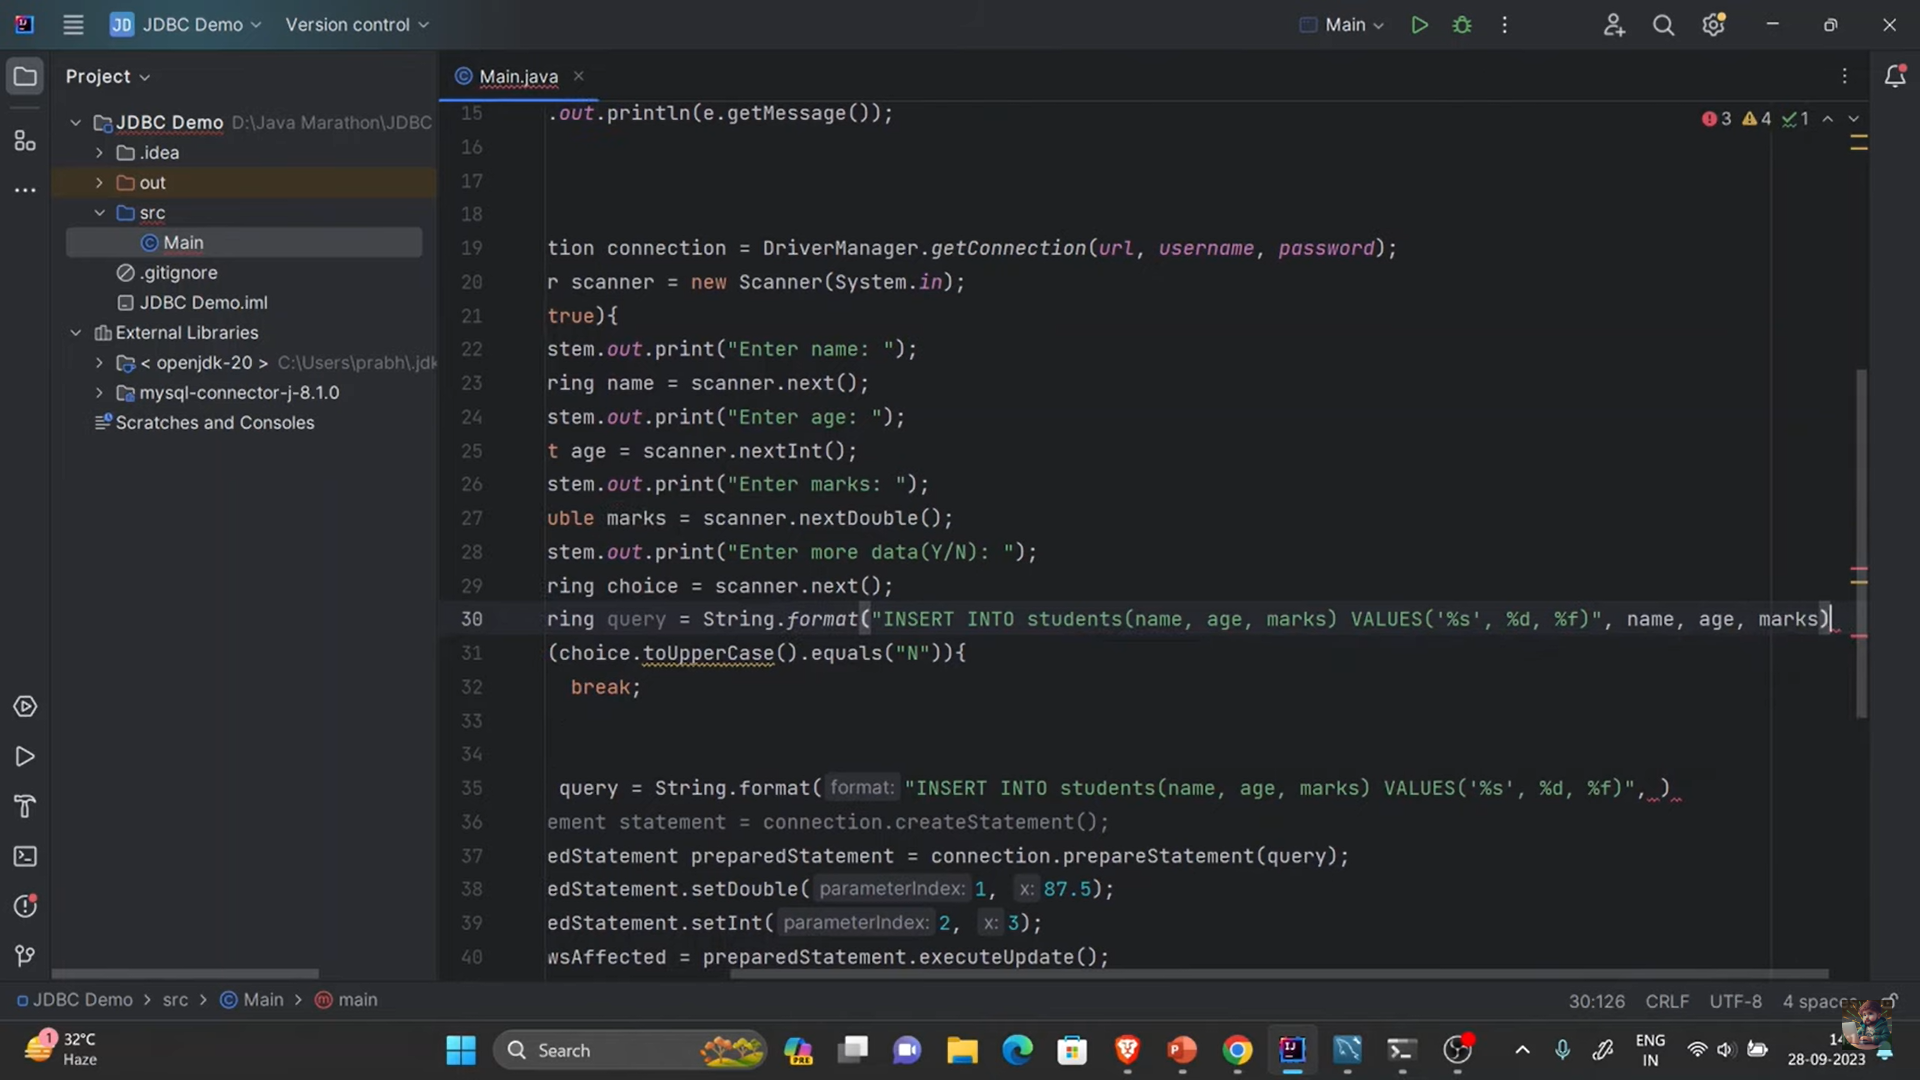 JD JDBC Demo Version control Main
Project
Main.java
JDBC Demo D:\Java Marathon\JDBC
.idea
out
src
Main
.gitignore
JDBC Demo.iml
External Libraries
< openjdk-20 > C:\Users\prabh\.jdk
mysql-connector-j-8.1.0
Scratches and Consoles
3 4 1
15 .out.println(e.getMessage());
16
17
18
19 tion connection = DriverManager.getConnection(url, username, password);
20 r scanner = new Scanner(System.in);
21 true){
22 stem.out.print("Enter name: ");
23 ring name = scanner.next();
24 stem.out.print("Enter age: ");
25 t age = scanner.nextInt();
26 stem.out.print("Enter marks: ");
27 uble marks = scanner.nextDouble();
28 stem.out.print("Enter more data(Y/N): ");
29 ring choice = scanner.next();
30 ring query = String.format("INSERT INTO students(name, age, marks) VALUES('%s', %d, %f)", name, age, marks)
31 (choice.toUpperCase().equals("N")){
32 break;
33
34
35 query = String.format( format: "INSERT INTO students(name, age, marks) VALUES('%s', %d, %f)", )
36 ement statement = connection.createStatement();
37 edStatement preparedStatement = connection.prepareStatement(query);
38 edStatement.setDouble( parameterIndex: 1, x: 87.5);
39 edStatement.setInt( parameterIndex: 2, x: 3);
40 wsAffected = preparedStatement.executeUpdate();
JDBC Demo > src > Main > main
30:126 CRLF UTF-8 4 spaces
1 32°C
Haze
Search
PRE
ENG
IN
28-09-2023